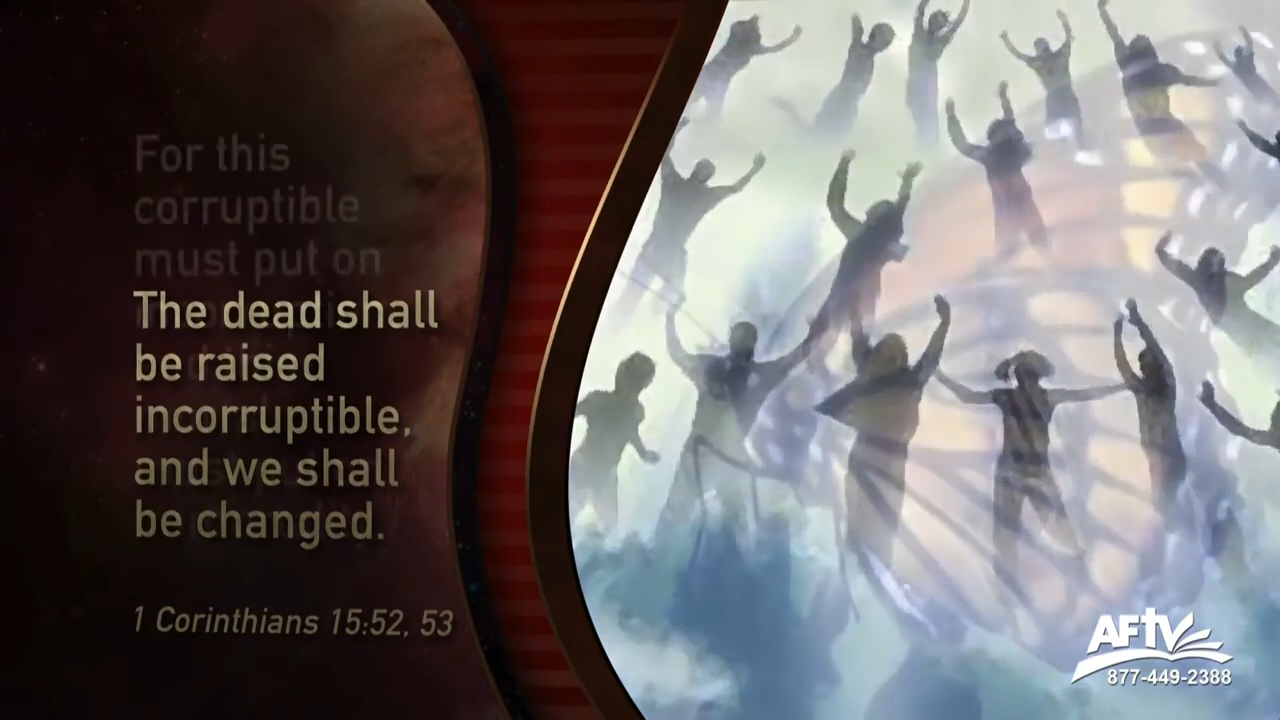 For this
corruptible
must put on
The dead shall
be raised
incorruptible,
and we shall
be changed.
1 Corinthians 15:52, 53
AFTV
877-449-2388